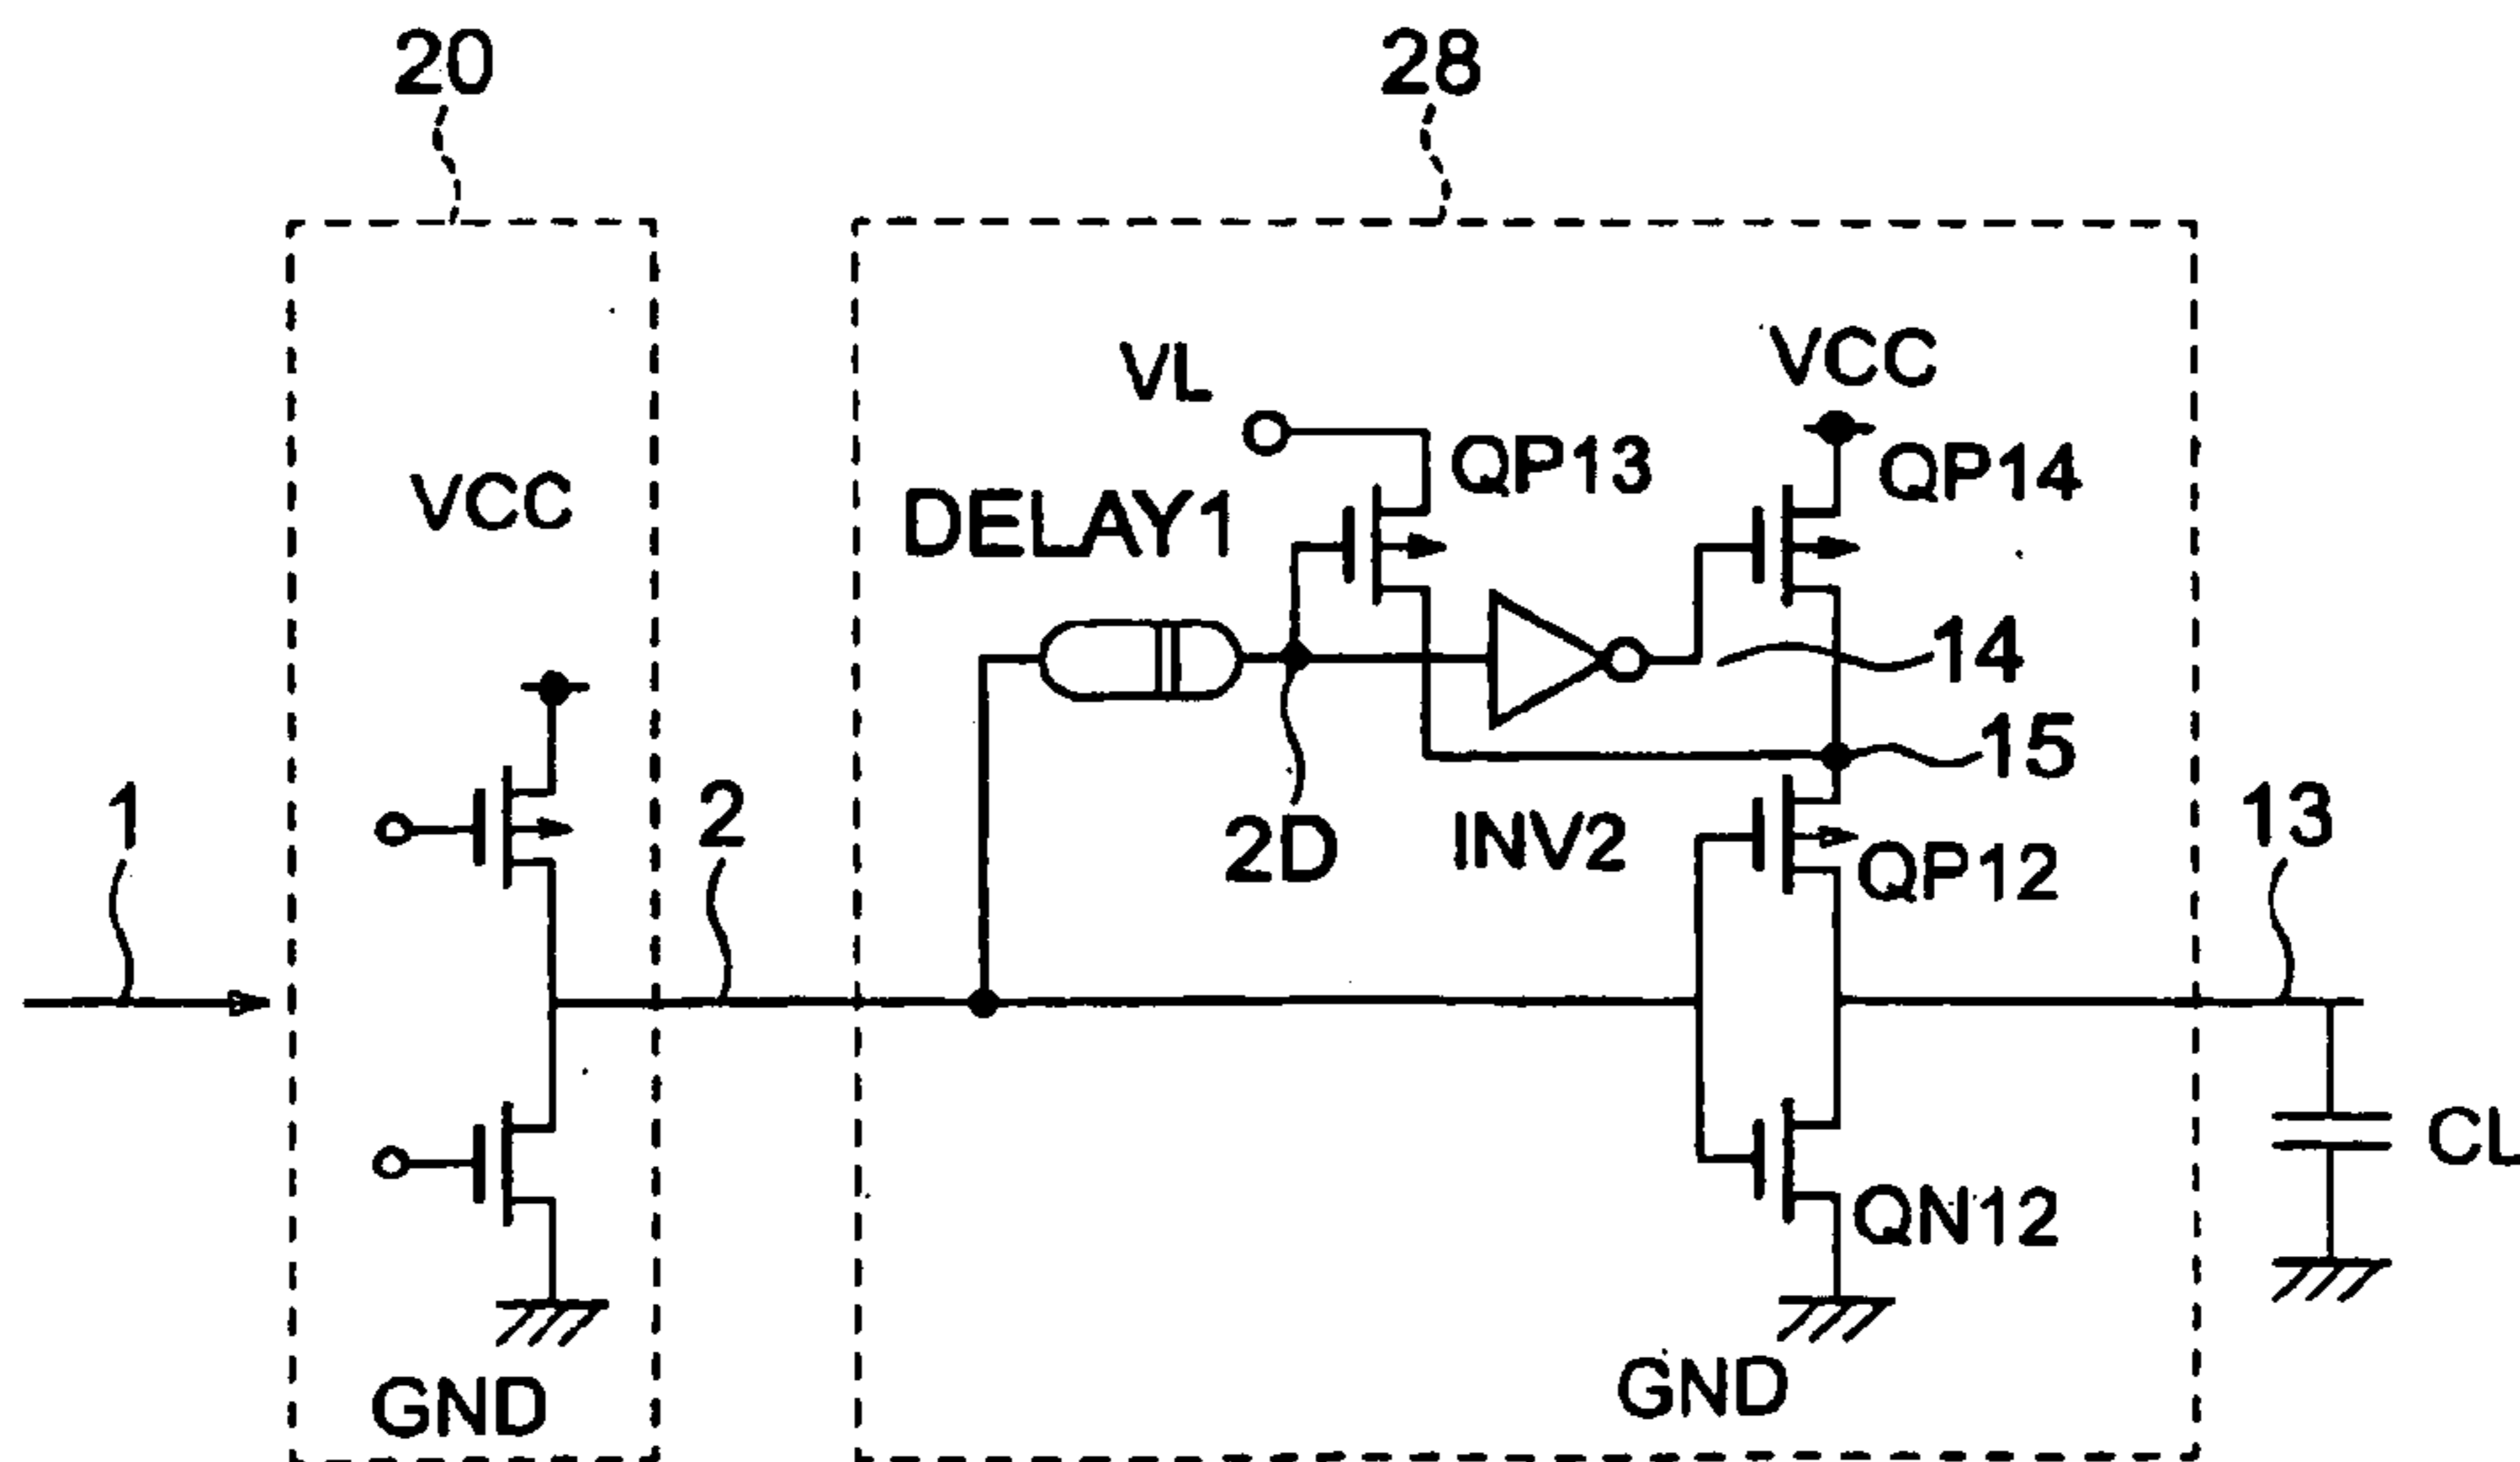 20
28
VL
VCC
QP13
QP14
VCC
DELAY1
14
15
1
2
2D
INV2
QP12
13
CL
QN12
GND
GND